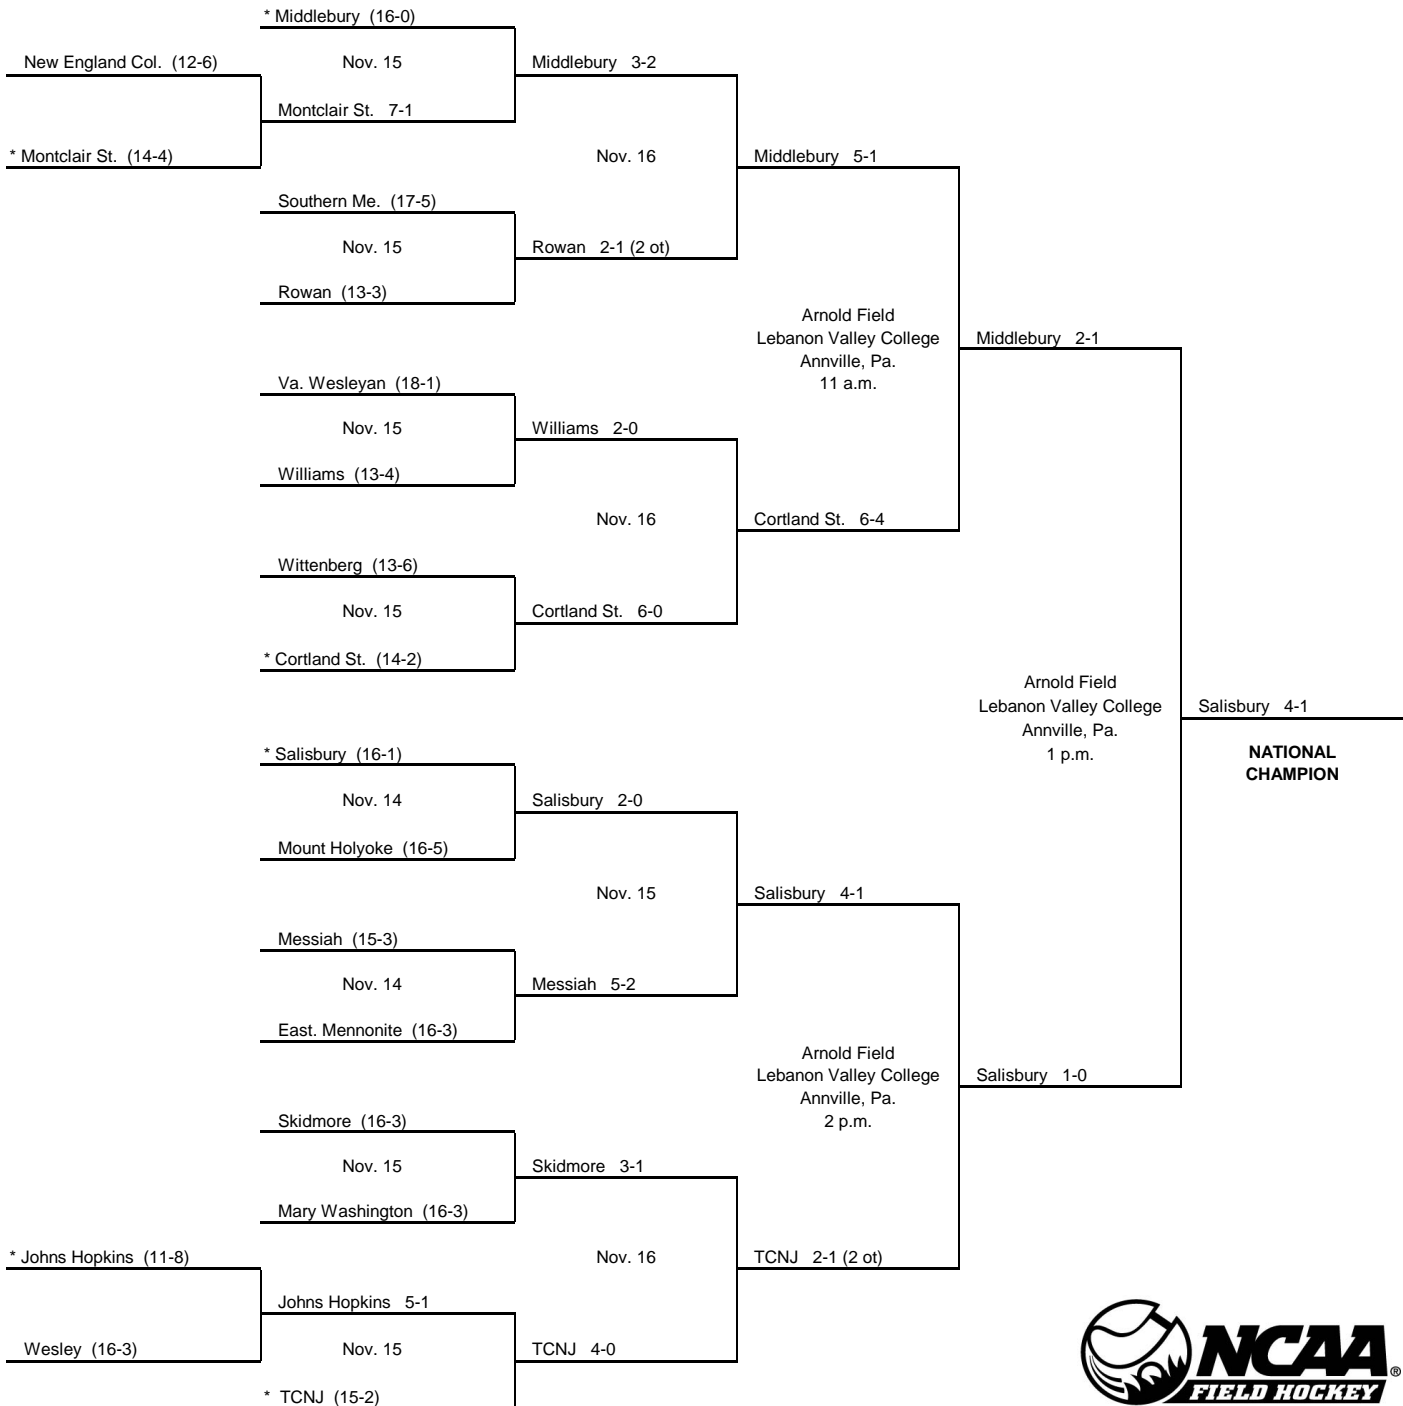 * Middlebury (16-0)
New England Col. (12-6)
Nov. 15
Middlebury 3-2
Montclair St. 7-1
* Montclair St. (14-4)
Nov. 16
Middlebury 5-1
Southern Me. (17-5)
Nov. 15
Rowan 2-1 (2 ot)
Rowan (13-3)
Arnold Field
Lebanon Valley College
Annville, Pa.
11 a.m.
Middlebury 2-1
Va. Wesleyan (18-1)
Nov. 15
Williams 2-0
Williams (13-4)
Nov. 16
Cortland St. 6-4
Wittenberg (13-6)
Nov. 15
Cortland St. 6-0
* Cortland St. (14-2)
Arnold Field
Lebanon Valley College
Annville, Pa.
1 p.m.
Salisbury 4-1
NATIONAL
CHAMPION
* Salisbury (16-1)
Nov. 14
Salisbury 2-0
Mount Holyoke (16-5)
Nov. 15
Salisbury 4-1
Messiah (15-3)
Nov. 14
Messiah 5-2
East. Mennonite (16-3)
Arnold Field
Lebanon Valley College
Annville, Pa.
2 p.m.
Salisbury 1-0
Skidmore (16-3)
Nov. 15
Skidmore 3-1
Mary Washington (16-3)
* Johns Hopkins (11-8)
Nov. 16
TCNJ 2-1 (2 ot)
Johns Hopkins 5-1
Wesley (16-3)
Nov. 15
TCNJ 4-0
* TCNJ (15-2)
NCAA®
FIELD HOCKEY